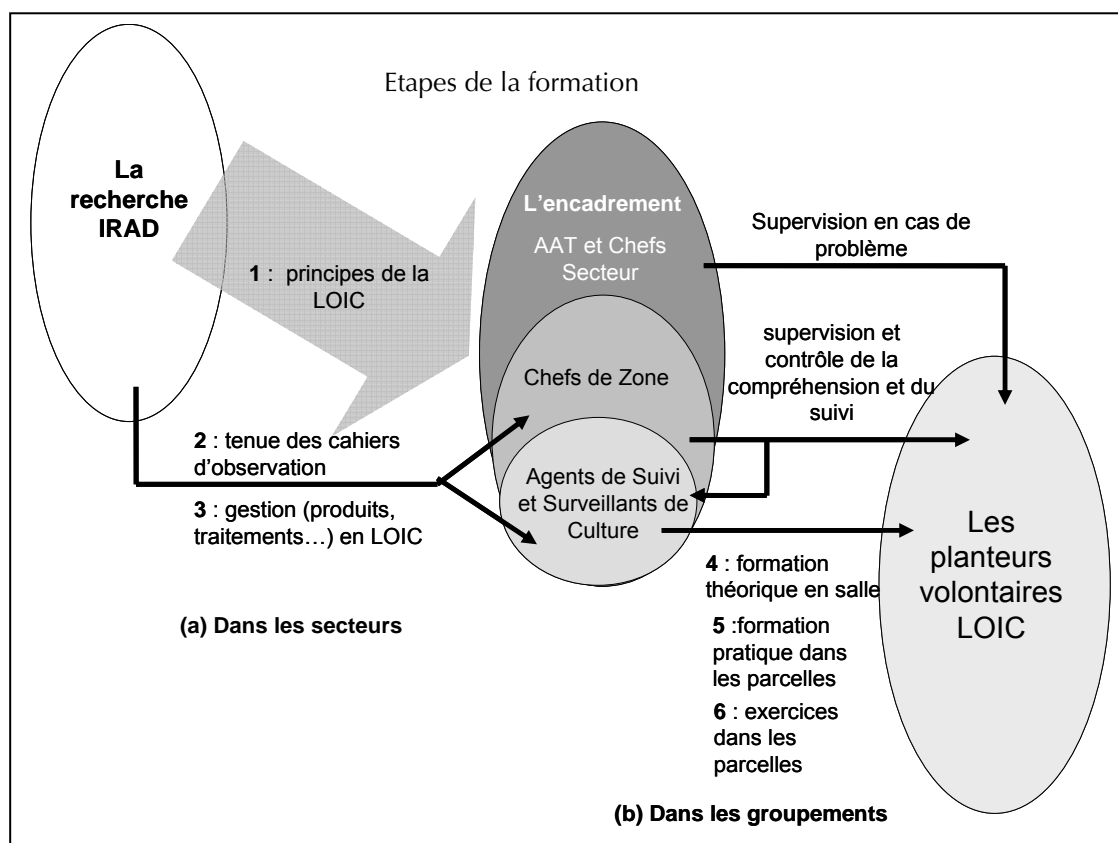 Etapes de la formation
La
recherche
IRAD
1 : principes de la
LOIC
L'encadrement
AAT et Chefs
Secteur
Chefs de Zone
Agents de Suivi
et Surveillants de
Culture
2 : tenue des cahiers
d'observation
3 : gestion (produits,
traitements…) en LOIC
(a) Dans les secteurs
Supervision en cas de
problème
supervision et
contrôle de la
compréhension et du
suivi
Les
planteurs
volontaires
LOIC
4 : formation
théorique en salle
5 :formation
pratique dans
les parcelles
6 : exercices
dans les
parcelles
(b) Dans les groupements